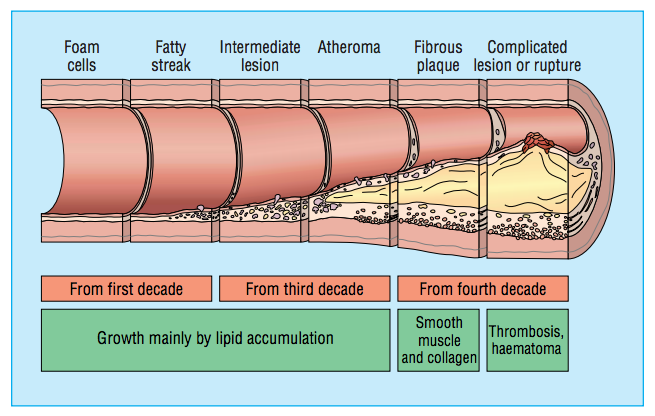 Foam
cells
Fatty
streak
Intermediate
lesion
Atheroma
Fibrous
plaque
Complicated
lesion or rupture
From first decade
From third decade
From fourth decade
Growth mainly by lipid accumulation
Smooth
muscle
and collagen
Thrombosis,
haematoma